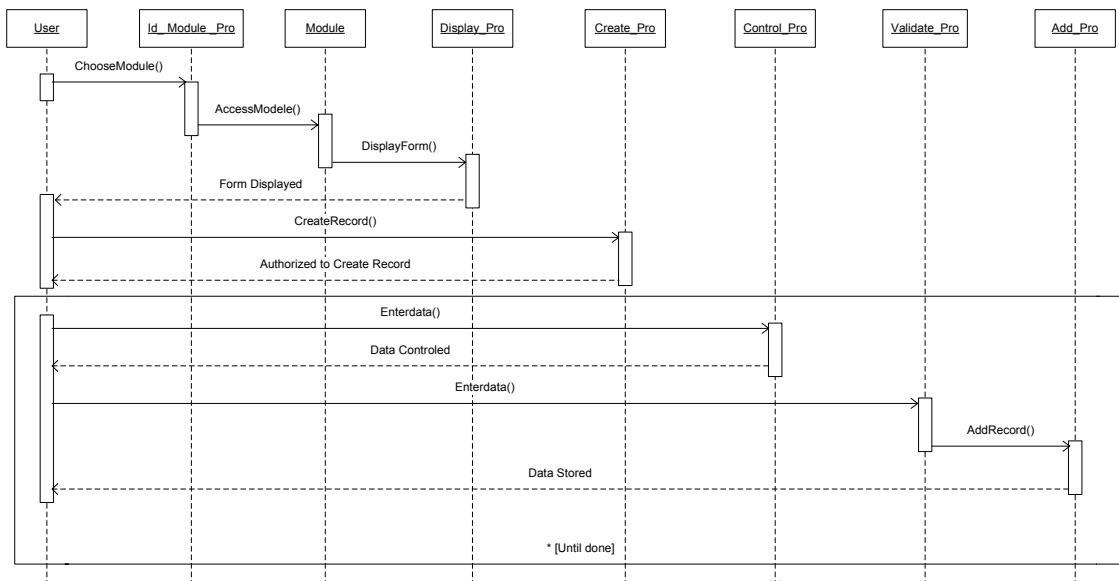 User
Id_ Module _Pro
Module
Display_Pro
Create_Pro
Control_Pro
Validate_Pro
Add_Pro
ChooseModule()
AccessModele()
DisplayForm()
Form Displayed
CreateRecord()
Authorized to Create Record
Enterdata()
Data Controled
Enterdata()
AddRecord()
Data Stored
* [Until done]